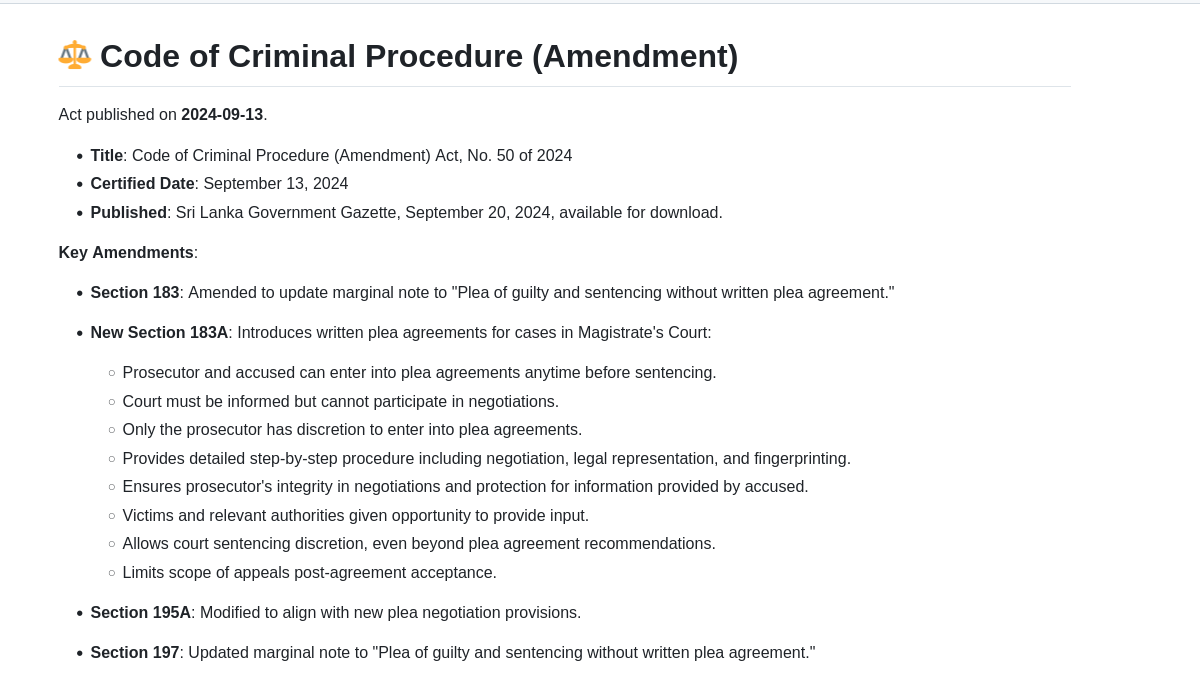 ⚖️ Code of Criminal Procedure (Amendment)
Act published on 2024-09-13.
• Title: Code of Criminal Procedure (Amendment) Act, No. 50 of 2024
• Certified Date: September 13, 2024
• Published: Sri Lanka Government Gazette, September 20, 2024, available for download.
Key Amendments:
• Section 183: Amended to update marginal note to "Plea of guilty and sentencing without written plea agreement."
• New Section 183A: Introduces written plea agreements for cases in Magistrate's Court:
○ Prosecutor and accused can enter into plea agreements anytime before sentencing.
○ Court must be informed but cannot participate in negotiations.
○ Only the prosecutor has discretion to enter into plea agreements.
○ Provides detailed step-by-step procedure including negotiation, legal representation, and fingerprinting.
○ Ensures prosecutor's integrity in negotiations and protection for information provided by accused.
○ Victims and relevant authorities given opportunity to provide input.
○ Allows court sentencing discretion, even beyond plea agreement recommendations.
○ Limits scope of appeals post-agreement acceptance.
• Section 195A: Modified to align with new plea negotiation provisions.
• Section 197: Updated marginal note to "Plea of guilty and sentencing without written plea agreement."